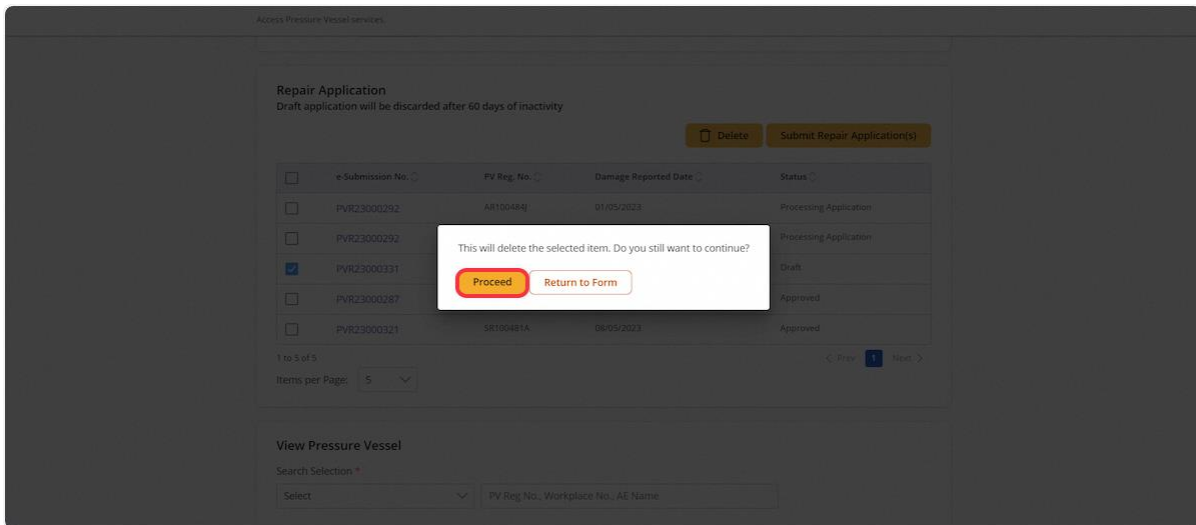 Access Pressure Vessel services.
Repair Application
Draft application will be discarded after 60 days of inactivity
Delete Submit Repair Application(s)
e-Submission No. PV Reg. No. Damage Reported Date Status
PVR23000292 AR100484J 01/05/2023 Processing Application
PVR23000292 Processing Application
This will delete the selected item. Do you still want to continue?
PVR23000331 Draft
Proceed Return to Form
PVR23000287 Approved
PVR23000321 SR100481A 08/05/2023 Approved
1 to 5 of 5 Prev 1 Next
Items per Page: 5
View Pressure Vessel
Search Selection *
Select PV Reg No., Workplace No., AE Name